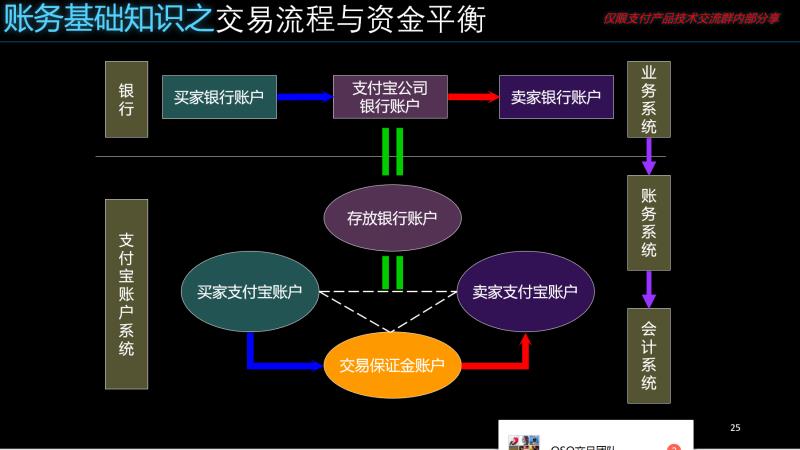 账务基础知识之交易流程与资金平衡
仅限支付产品技术交流群内部分享
银行
买家银行账户
支付宝公司
银行账户
卖家银行账户
业务系统
存放银行账户
账务系统
支付宝账户系统
买家支付宝账户
卖家支付宝账户
交易保证金账户
会计系统
25